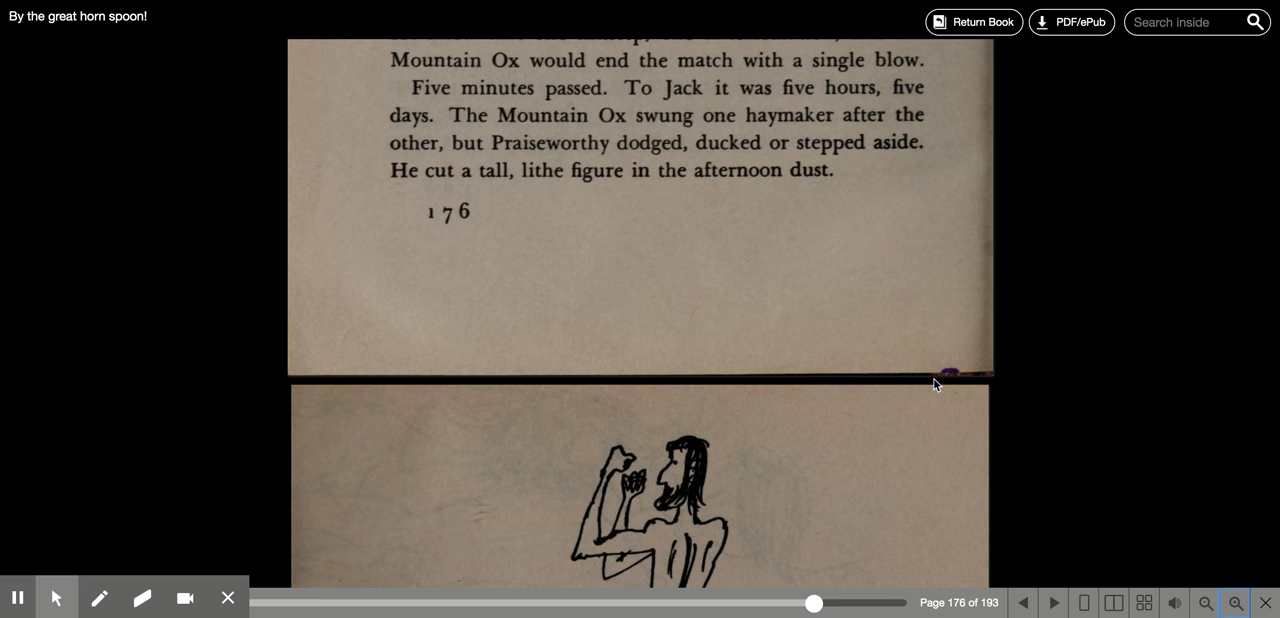 By the great horn spoon!
Return Book
PDF/ePub
Search inside
Mountain Ox would end the match with a single blow.
Five minutes passed. To Jack it was five hours, five
days. The Mountain Ox swung one haymaker after the
other, but Praiseworthy dodged, ducked or stepped aside.
He cut a tall, lithe figure in the afternoon dust.
176
Page 176 of 193